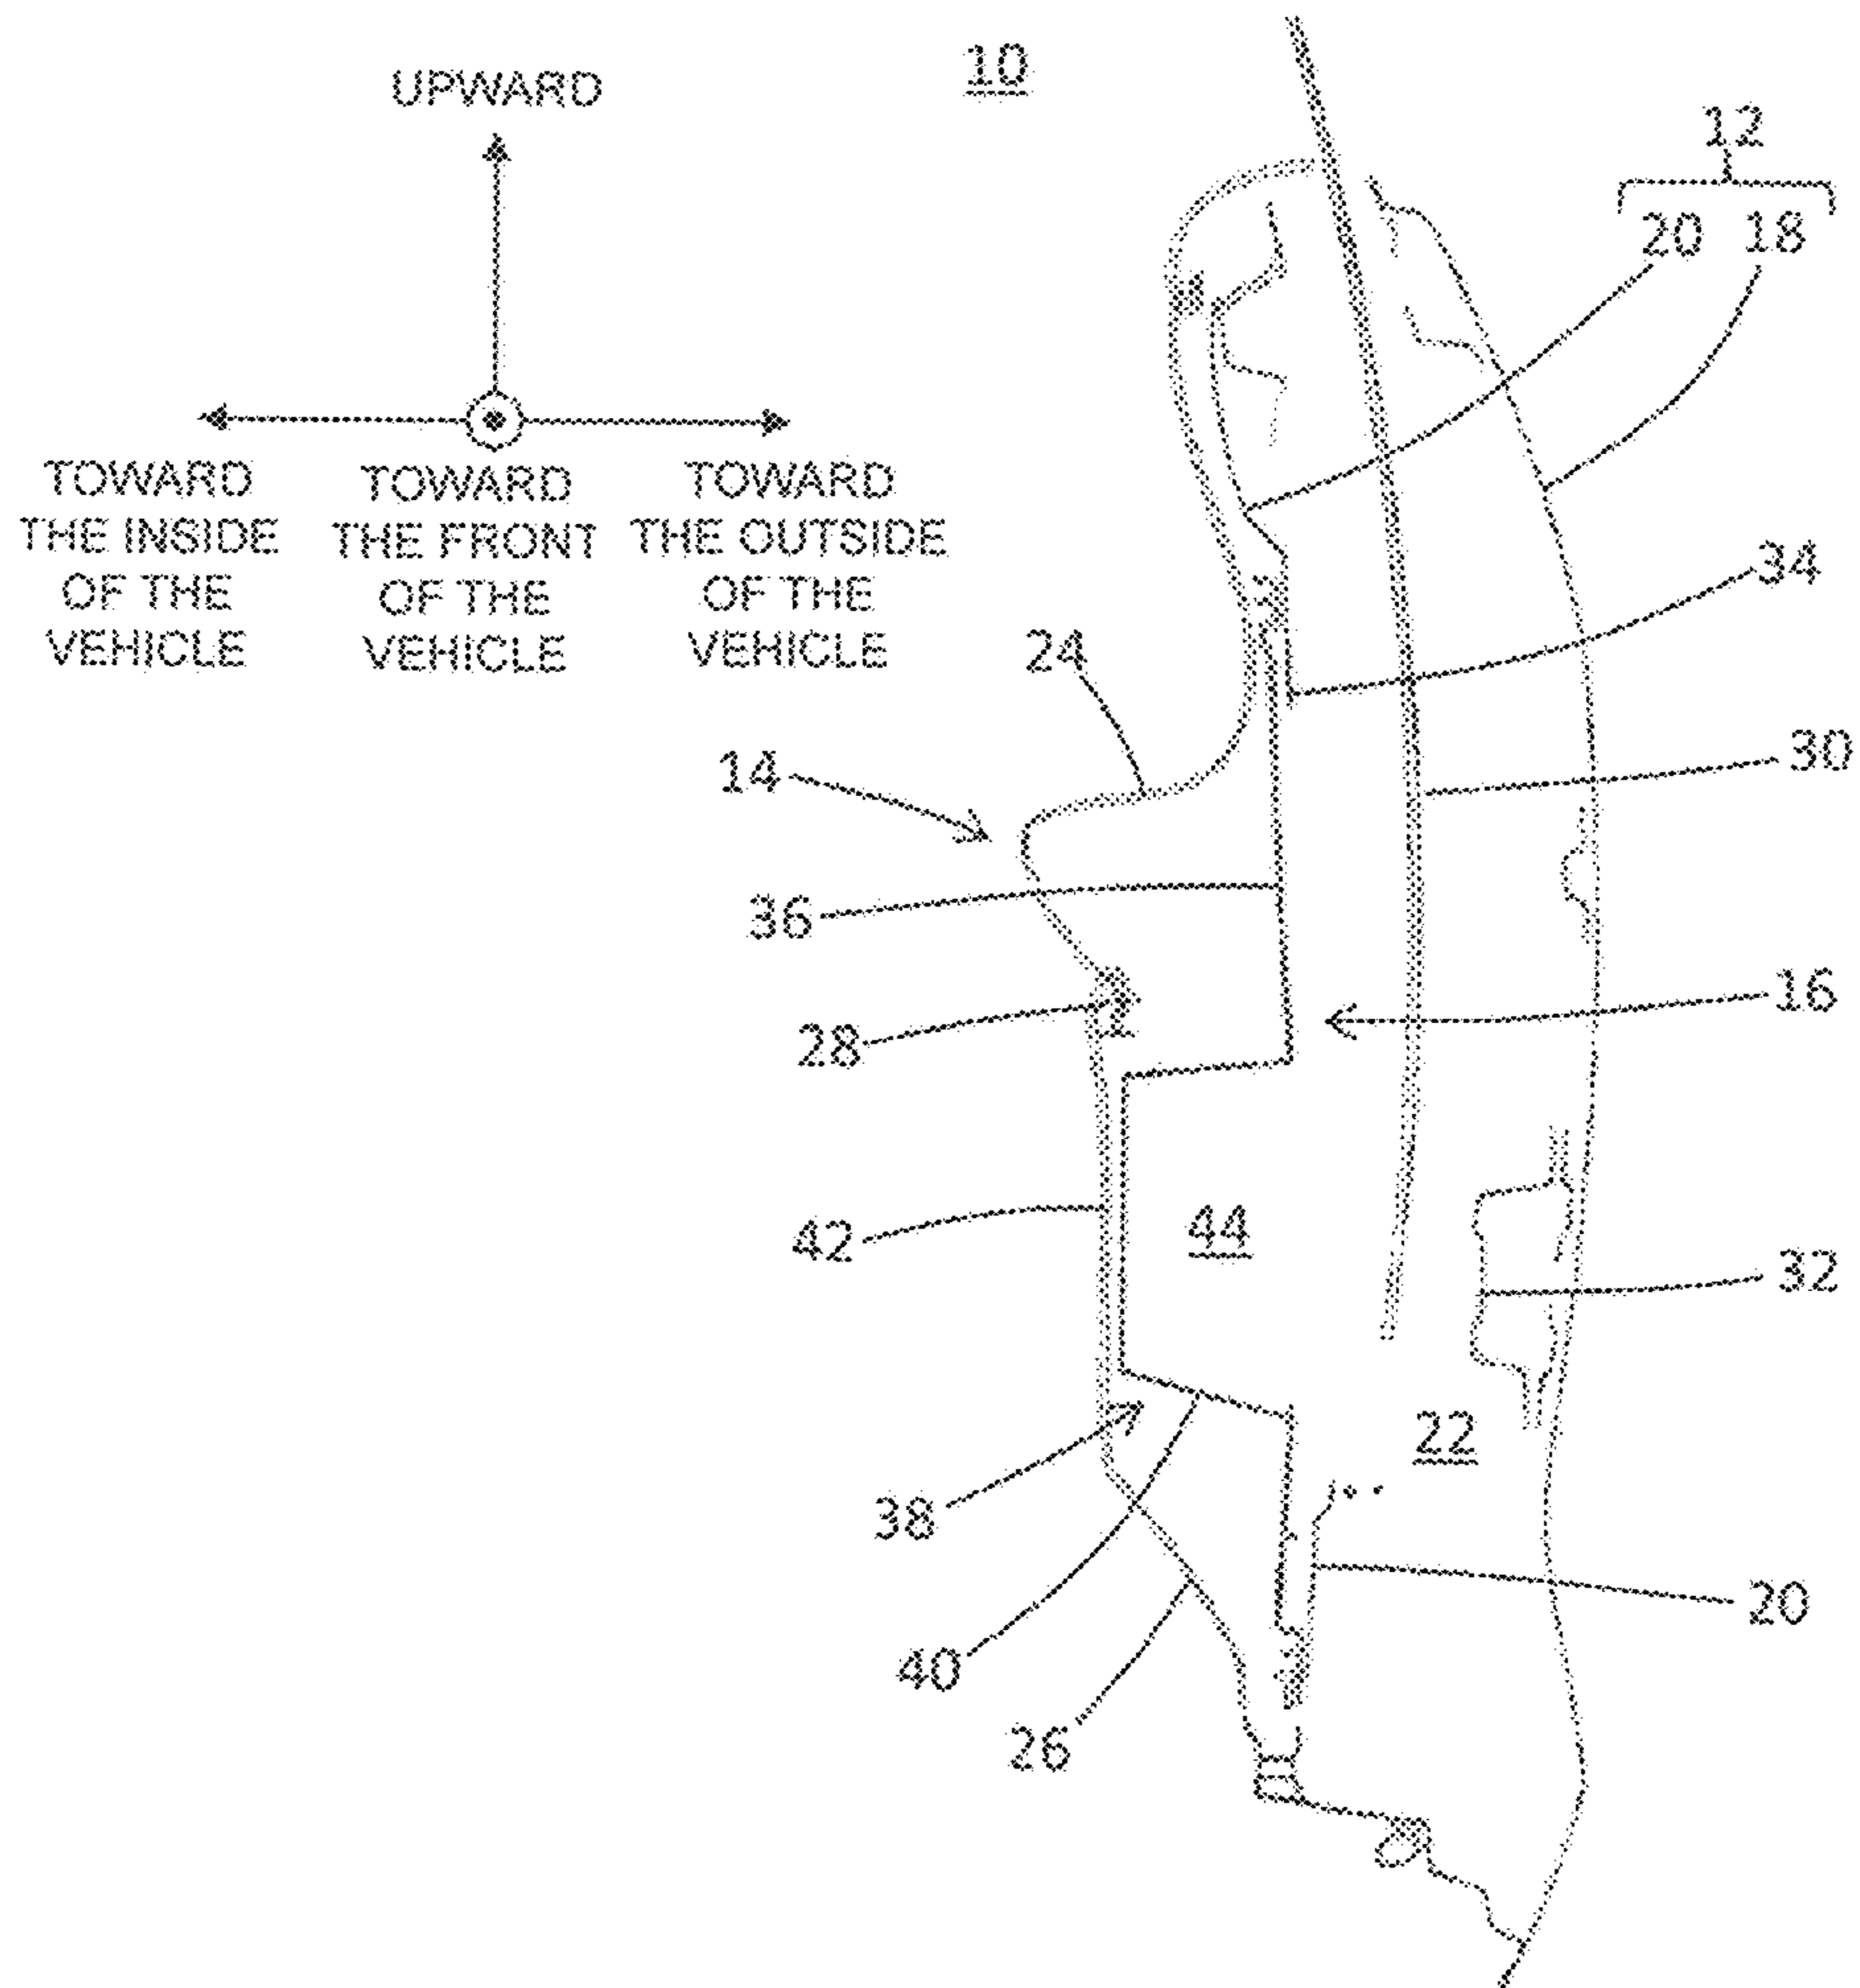 10
UPWARD
12
20 18
TOWARD
THE INSIDE
OF THE
VEHICLE
TOWARD
THE FRONT
OF THE
VEHICLE
TOWARD
THE OUTSIDE
OF THE
VEHICLE
34
24
30
14
36
16
28
44
42
32
22
38
20
40
26